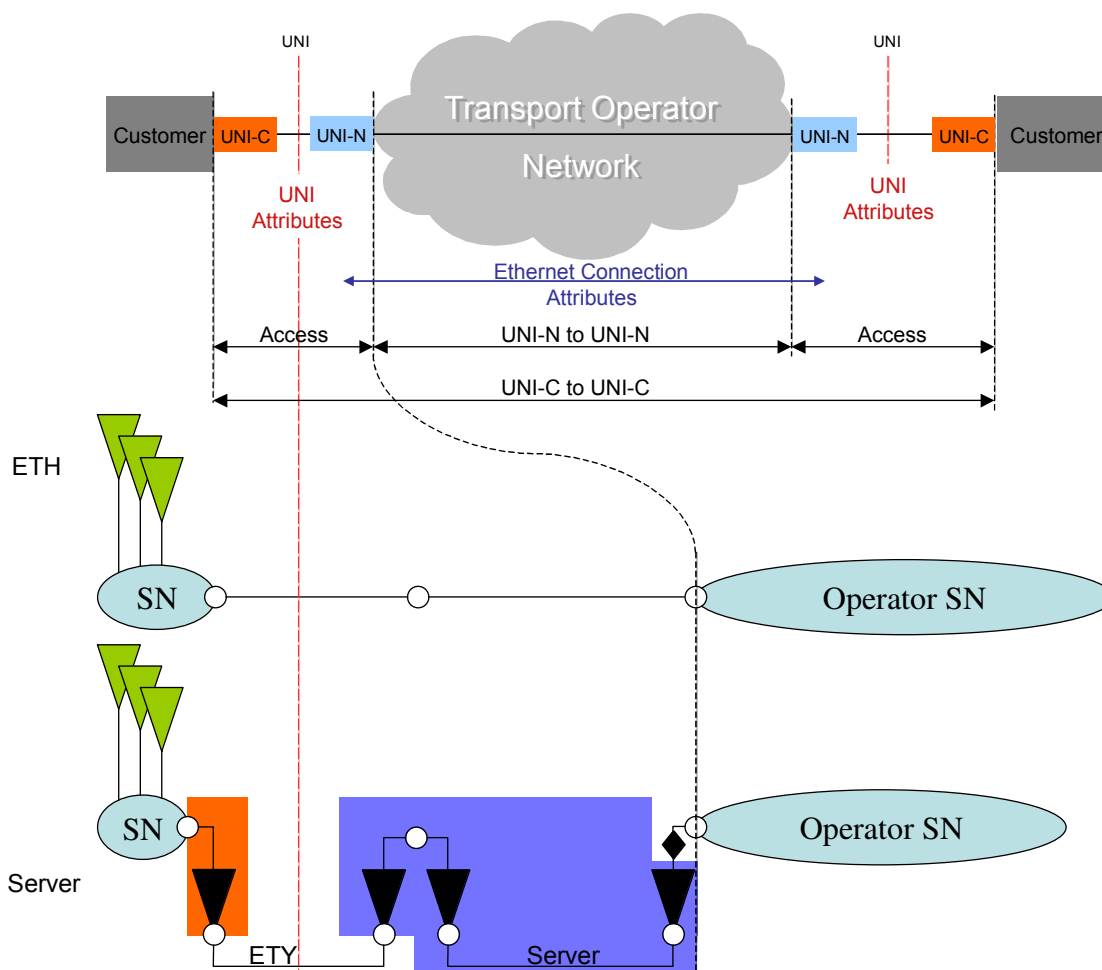 UNI
UNI
Transport Operator
Network
Customer
UNI-C
UNI-N
UNI-N
UNI-C
Customer
UNI
Attributes
UNI
Attributes
Ethernet Connection
Attributes
Access
UNI-N to UNI-N
Access
UNI-C to UNI-C
ETH
SN
Operator SN
SN
Operator SN
Server
ETY
Server